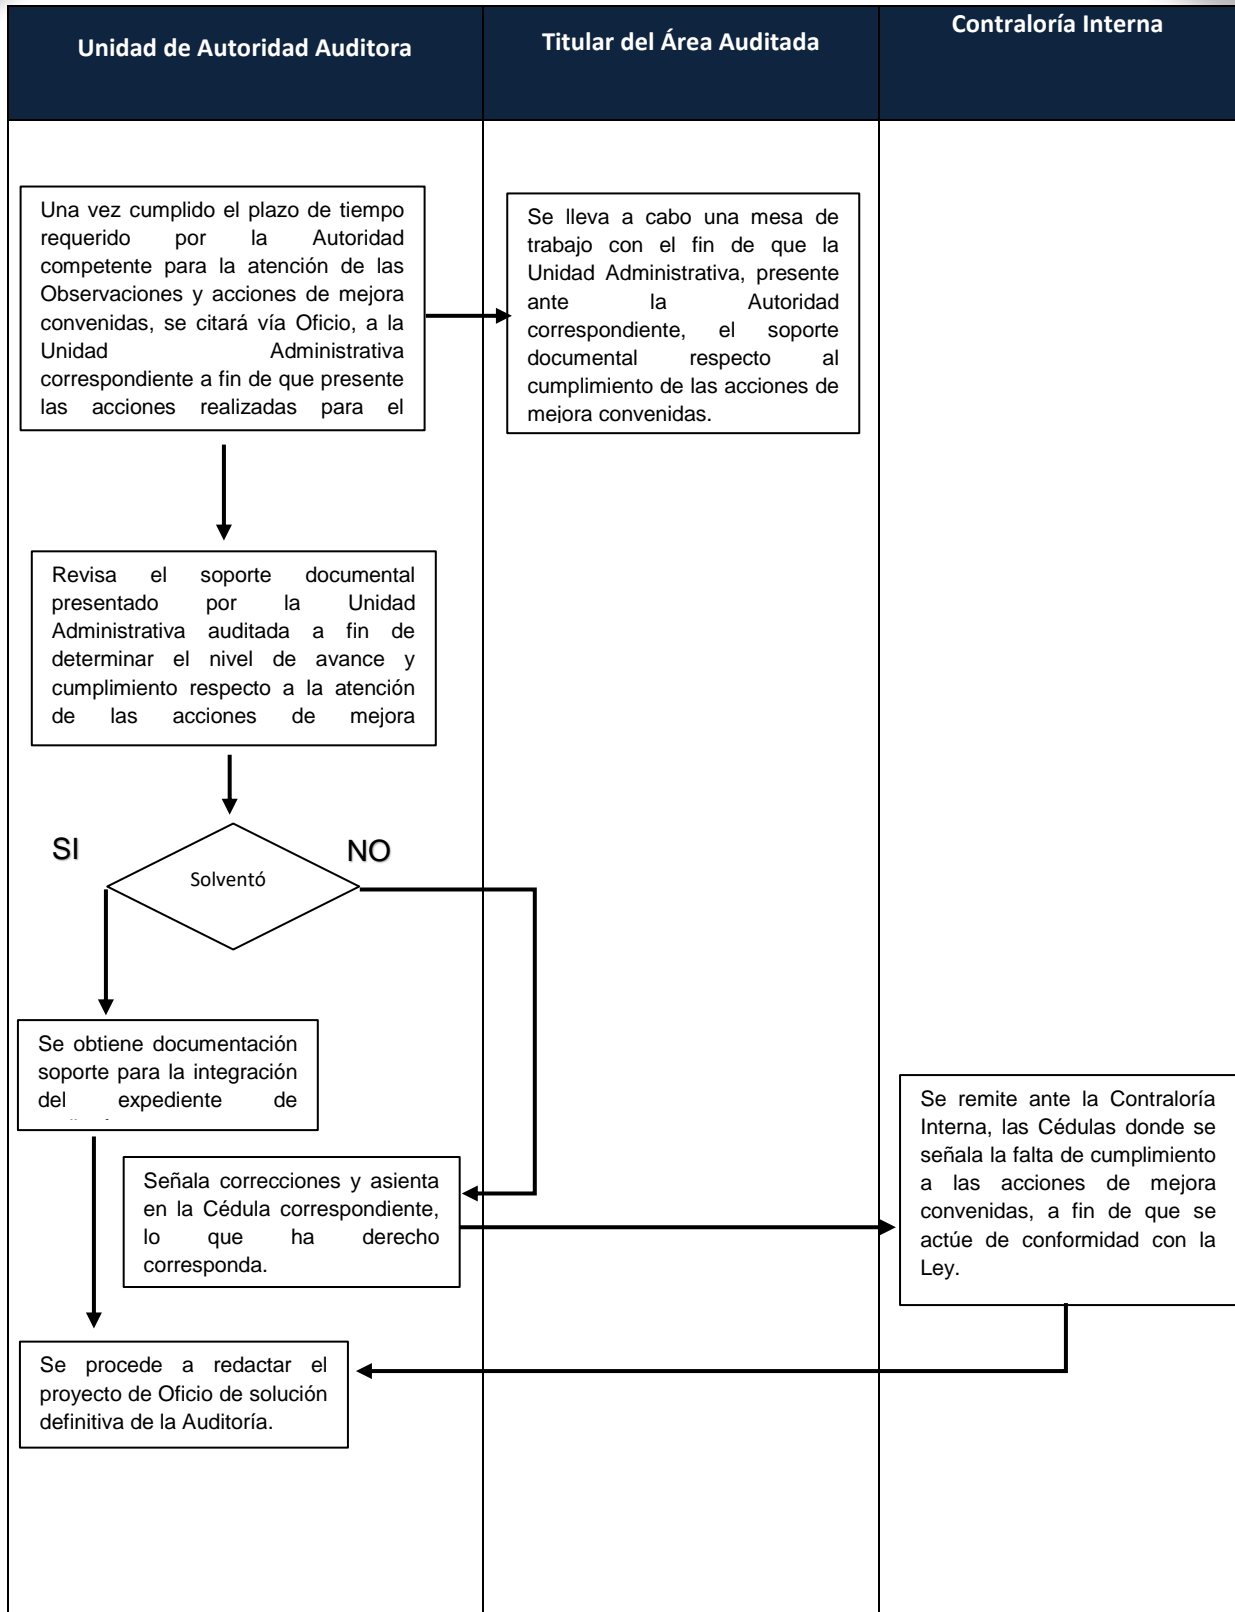 Unidad de Autoridad Auditora
Titular del Área Auditada
Contraloría Interna
Una vez cumplido el plazo de tiempo
requerido por la Autoridad
competente para la atención de las
Observaciones y acciones de mejora
convenidas, se citará vía Oficio, a la
Unidad Administrativa
correspondiente a fin de que presente
las acciones realizadas para el
Se lleva a cabo una mesa de
trabajo con el fin de que la
Unidad Administrativa, presente
ante la Autoridad
correspondiente, el soporte
documental respecto al
cumplimiento de las acciones de
mejora convenidas.
Revisa el soporte documental
presentado por la Unidad
Administrativa auditada a fin de
determinar el nivel de avance y
cumplimiento respecto a la atención
de las acciones de mejora
SI
NO
Solventó
Se obtiene documentación
soporte para la integración
del expediente de
Señala correcciones y asienta
en la Cédula correspondiente,
lo que ha derecho
corresponda.
Se remite ante la Contraloría
Interna, las Cédulas donde se
señala la falta de cumplimiento
a las acciones de mejora
convenidas, a fin de que se
actúe de conformidad con la
Ley.
Se procede a redactar el
proyecto de Oficio de solución
definitiva de la Auditoría.